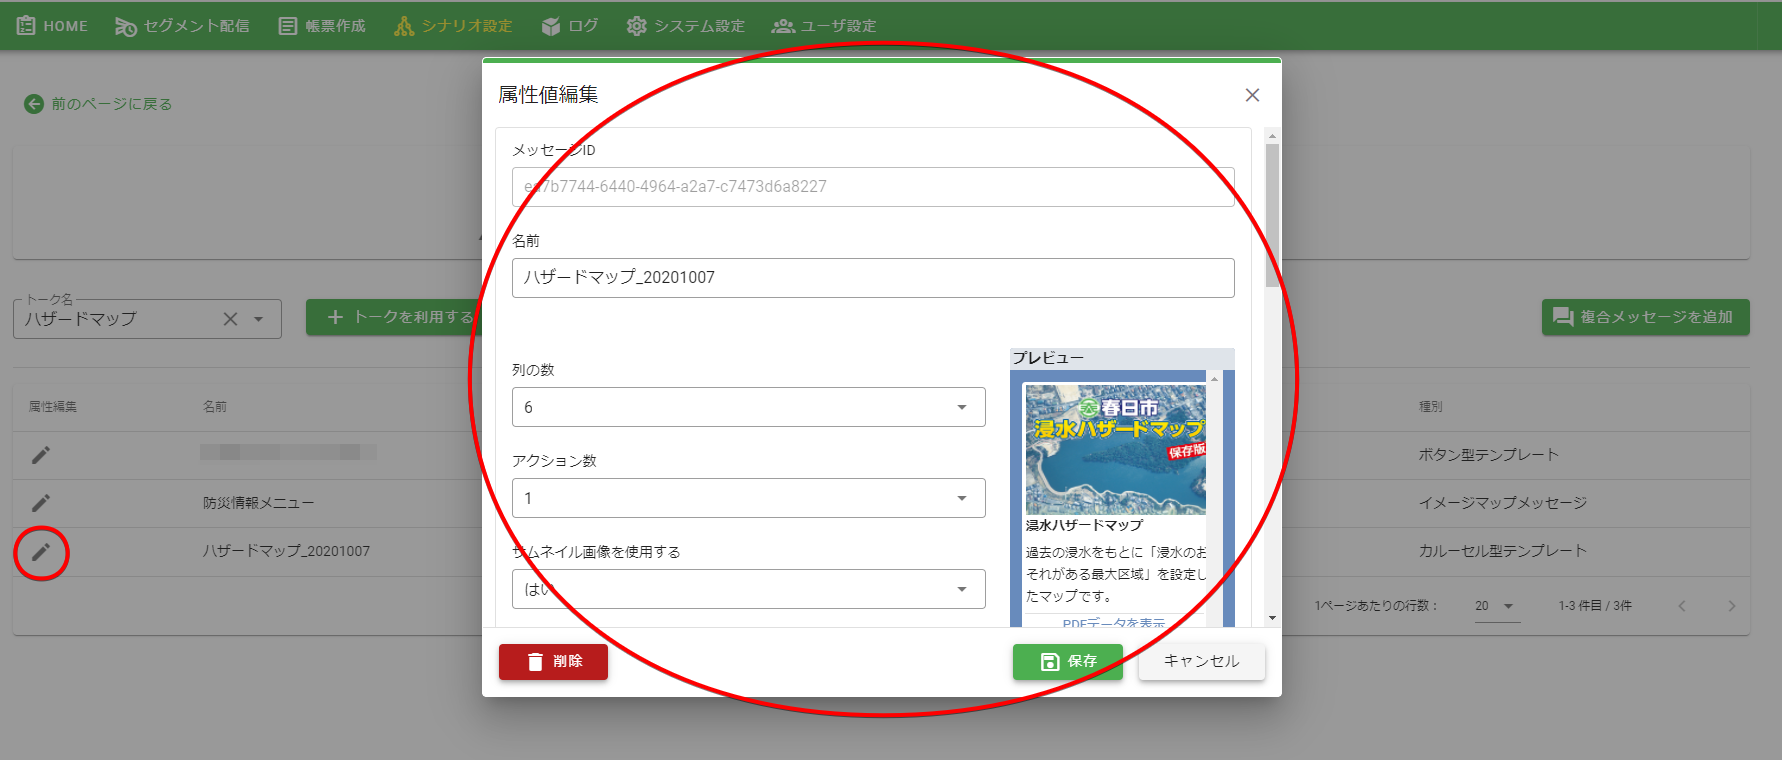 HOME セグメント配信 帳票作成 シナリオ設定 ログ システム設定 ユーザ設定
前のページに戻る
属性値編集
メッセージID
ea7b7744-6440-4964-a2a7-c7473d6a8227
名前
ハザードマップ_20201007
列の数
6
アクション数
1
サムネイル画像を使用する
はい
プレビュー
春日市
浸水ハザードマップ
保存版
浸水ハザードマップ
過去の浸水をもとに「浸水のお
それがある最大区域」を設定し
たマップです。
PDFデータを表示
削除 保存 キャンセル
トーク名
ハザードマップ
トークを利用する
複合メッセージを追加
属性編集 名前 種別
ボタン型テンプレート
防災情報メニュー イメージマップメッセージ
ハザードマップ_20201007 カルーセル型テンプレート
1ページあたりの行数： 20 1-3 件目 / 3件